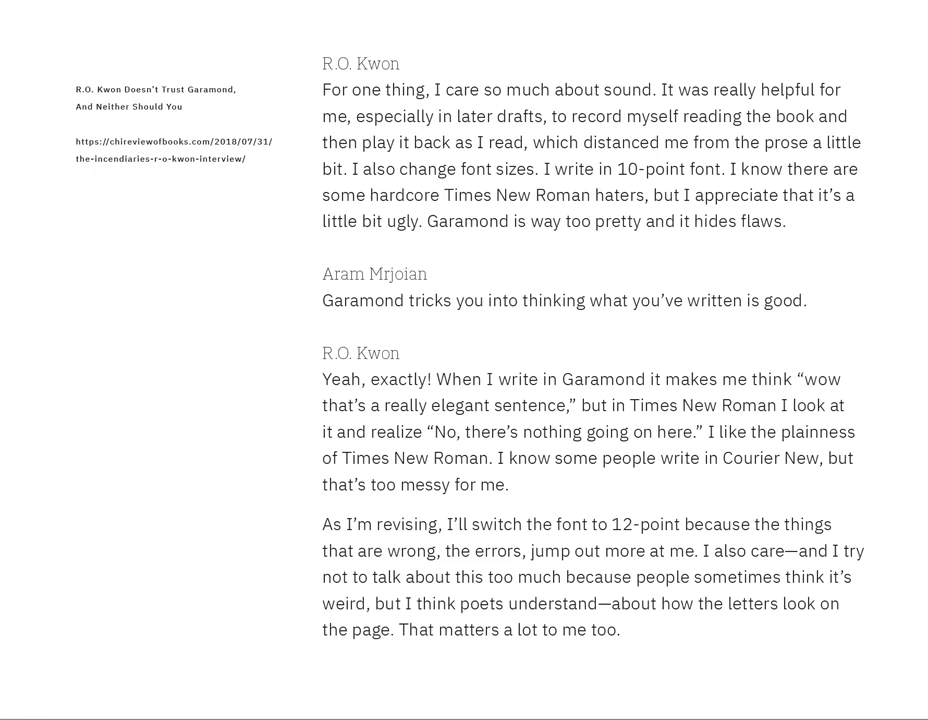 R.O. Kwon Doesn’t Trust Garamond,
And Neither Should You
https://chireviewofbooks.com/2018/07/31/
the-incendiaries-r-o-kwon-interview/
R.O. Kwon
For one thing, I care so much about sound. It was really helpful for
me, especially in later drafts, to record myself reading the book and
then play it back as I read, which distanced me from the prose a little
bit. I also change font sizes. I write in 10-point font. I know there are
some hardcore Times New Roman haters, but I appreciate that it’s a
little bit ugly. Garamond is way too pretty and it hides flaws.
Aram Mrjoian
Garamond tricks you into thinking what you’ve written is good.
R.O. Kwon
Yeah, exactly! When I write in Garamond it makes me think “wow
that’s a really elegant sentence,” but in Times New Roman I look at
it and realize “No, there’s nothing going on here.” I like the plainness
of Times New Roman. I know some people write in Courier New, but
that’s too messy for me.
As I’m revising, I’ll switch the font to 12-point because the things
that are wrong, the errors, jump out more at me. I also care—and I try
not to talk about this too much because people sometimes think it’s
weird, but I think poets understand—about how the letters look on
the page. That matters a lot to me too.